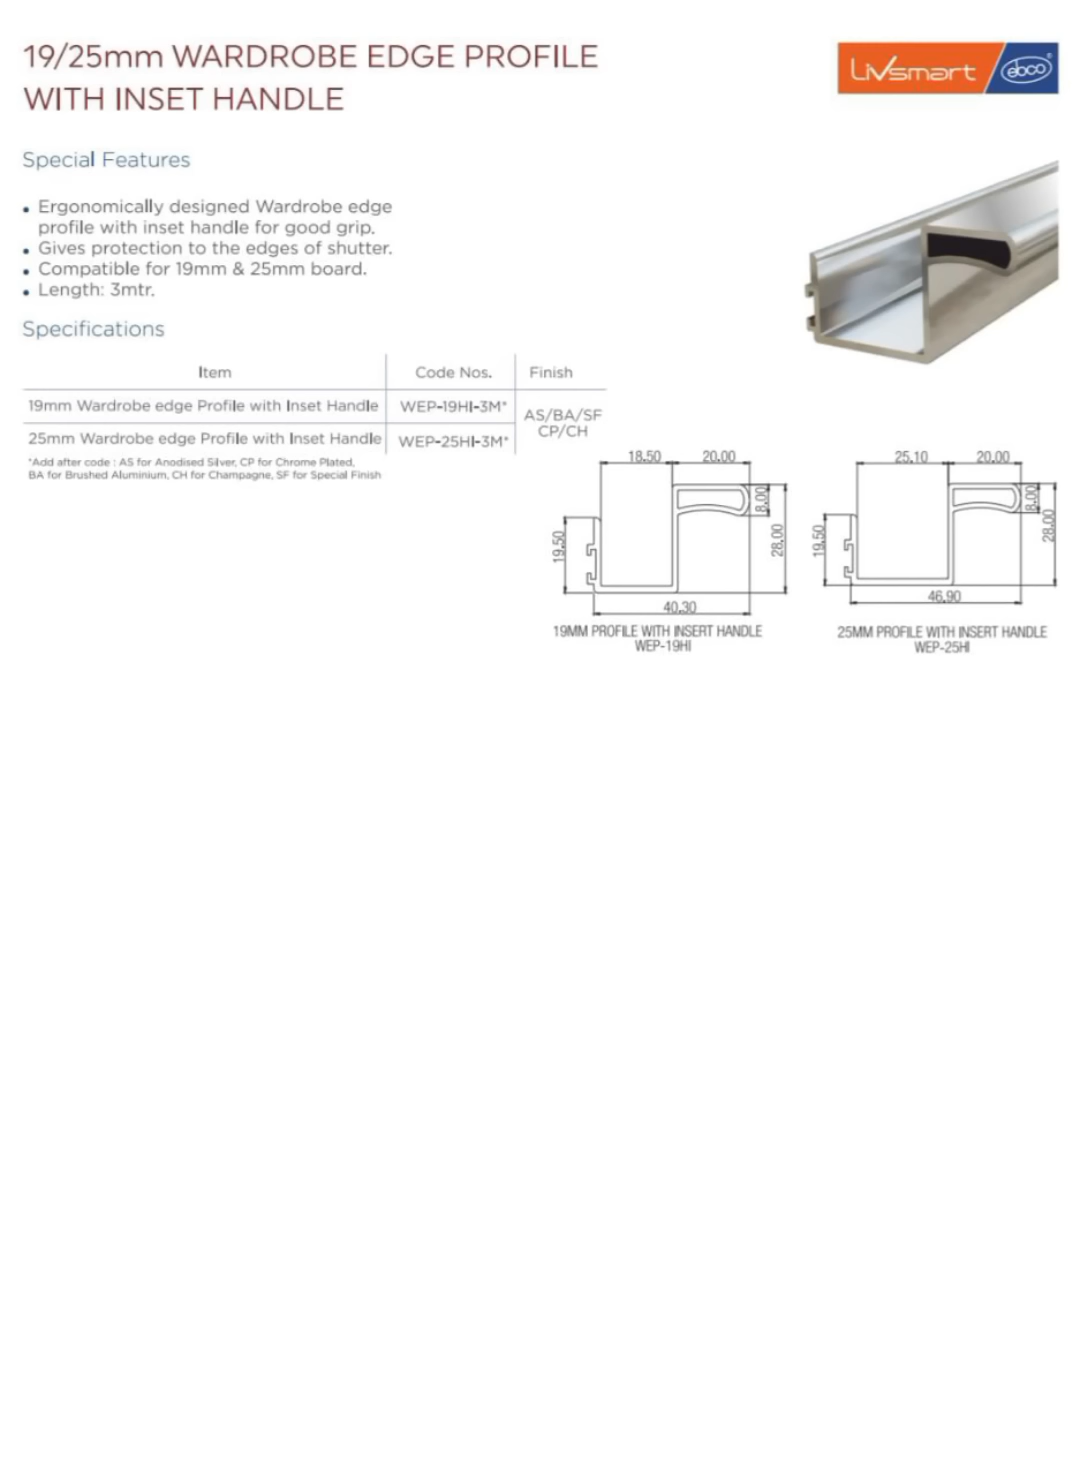 19/25mm WARDROBE EDGE PROFILE
WITH INSET HANDLE
Livsmart ebco
Special Features
• Ergonomically designed Wardrobe edge
profile with inset handle for good grip.
• Gives protection to the edges of shutter.
• Compatible for 19mm & 25mm board.
• Length: 3mtr.
Specifications
Item Code Nos. Finish
19mm Wardrobe edge Profile with Inset Handle WEP-19HI-3M*
AS/BA/SF
CP/CH
25mm Wardrobe edge Profile with Inset Handle WEP-25HI-3M*
*Add after code : AS for Anodised Silver, CP for Chrome Plated,
BA for Brushed Aluminium, CH for Champagne, SF for Special Finish
18.50 20.00
8.00
19.50
28.00
40.30
19MM PROFILE WITH INSERT HANDLE
WEP-19HI
25.10 20.00
8.00
19.50
28.00
46.90
25MM PROFILE WITH INSERT HANDLE
WEP-25HI